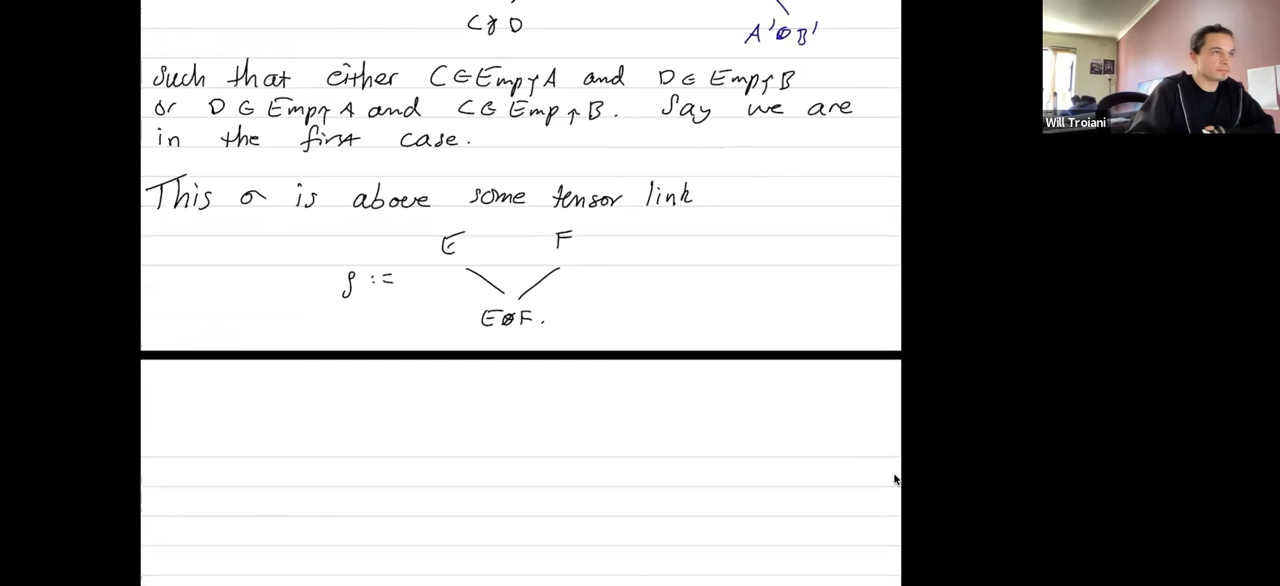 C ⅋ D
A'⊗B'
Such that either C∈Emp↑A and D∈Emp↑B
or D∈Emp↑A and C∈Emp↑B. Say we are
in the first case.
This σ is above some tensor link
E F
ρ :=
E⊗F.
Will Troiani